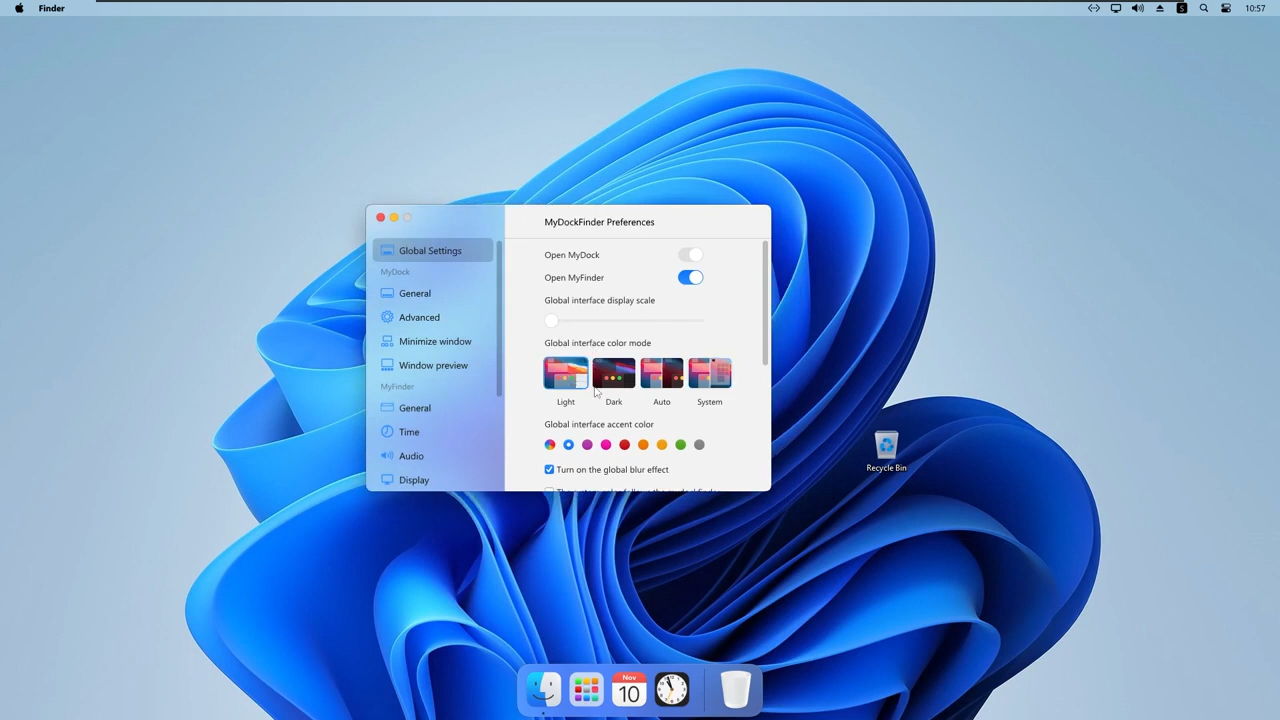 Finder
S
10:57
MyDockFinder Preferences
Global Settings
MyDock
General
Advanced
Minimize window
Window preview
MyFinder
General
Time
Audio
Display
Open MyDock
Open MyFinder
Global interface display scale
Global interface color mode
Light Dark Auto System
Global interface accent color
Turn on the global blur effect
Recycle Bin
Nov
10